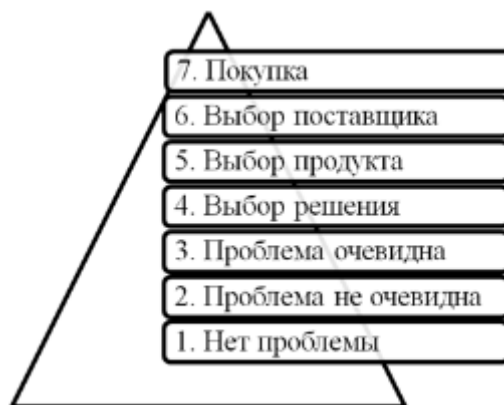 7. Покупка
6. Выбор поставщика
5. Выбор продукта
4. Выбор решения
3. Проблема очевидна
2. Проблема не очевидна
1. Нет проблемы